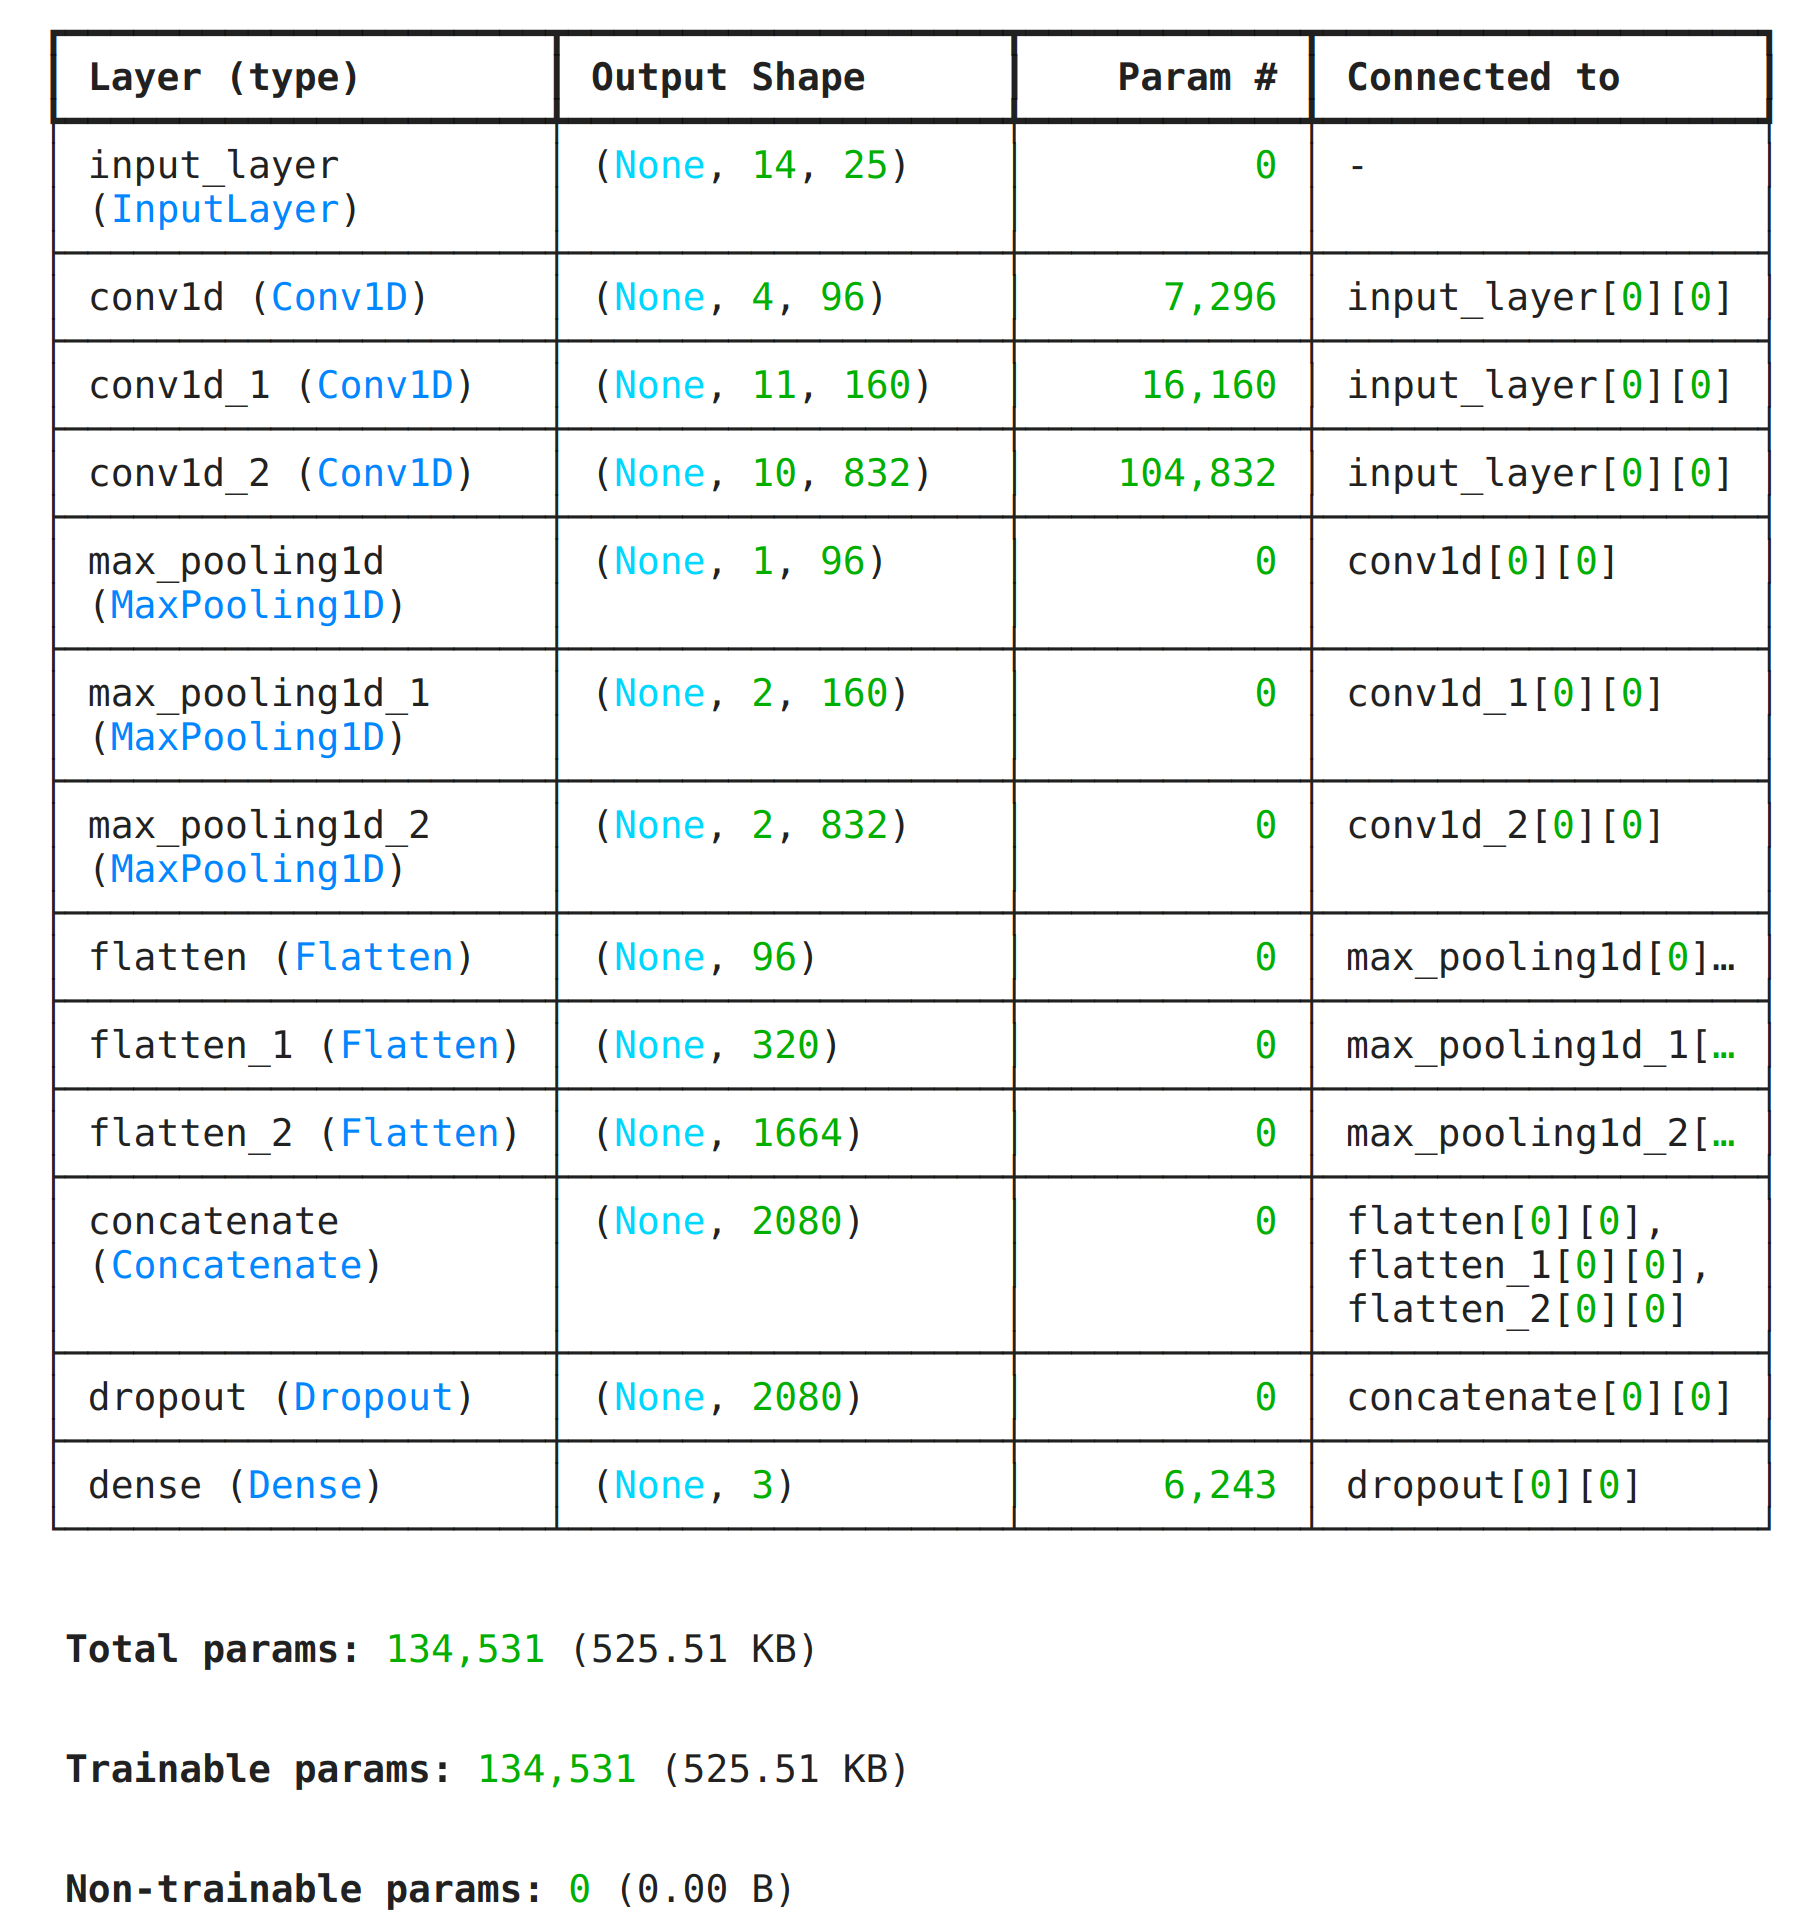 Layer (type) Output Shape Param # Connected to
input_layer (None, 14, 25) 0 -
(InputLayer)
conv1d (Conv1D) (None, 4, 96) 7,296 input_layer[0][0]
conv1d_1 (Conv1D) (None, 11, 160) 16,160 input_layer[0][0]
conv1d_2 (Conv1D) (None, 10, 832) 104,832 input_layer[0][0]
max_pooling1d (None, 1, 96) 0 conv1d[0][0]
(MaxPooling1D)
max_pooling1d_1 (None, 2, 160) 0 conv1d_1[0][0]
(MaxPooling1D)
max_pooling1d_2 (None, 2, 832) 0 conv1d_2[0][0]
(MaxPooling1D)
flatten (Flatten) (None, 96) 0 max_pooling1d[0]…
flatten_1 (Flatten) (None, 320) 0 max_pooling1d_1[…
flatten_2 (Flatten) (None, 1664) 0 max_pooling1d_2[…
concatenate (None, 2080) 0 flatten[0][0],
(Concatenate) flatten_1[0][0],
flatten_2[0][0]
dropout (Dropout) (None, 2080) 0 concatenate[0][0]
dense (Dense) (None, 3) 6,243 dropout[0][0]
Total params: 134,531 (525.51 KB)
Trainable params: 134,531 (525.51 KB)
Non-trainable params: 0 (0.00 B)